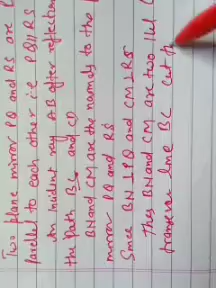 Two plane mirror PQ and RS are
parallel to each other i.e PQ||RS
An incident ray AB after reflection
the path BC and CD
BN and CM are the normals to the
mirror PQ and RS
Since BN ⊥ PQ and CM ⊥ RS
Thus BN and CM are two
transversal line BC cut